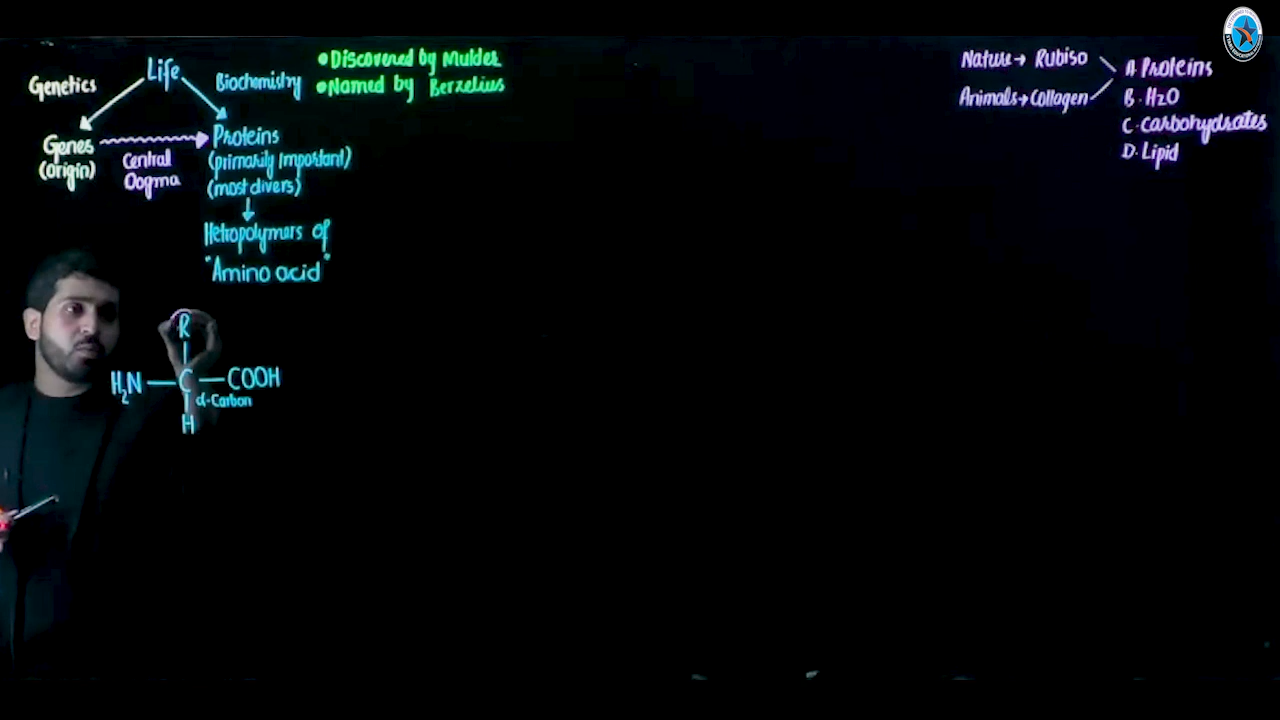 Life
Genetics
Biochemistry
• Discovered by Mulder
• Named by Berzelius
Genes
(origin)
Central
Dogma
Proteins
(primarily important)
(most divers)
Hetropolymers of
"Amino acid"
R
H₂N — C — COOH
α-Carbon
H
Nature → Rubiso
Animals → Collagen
A. Proteins
B. H₂O
C. Carbohydrates
D. Lipid